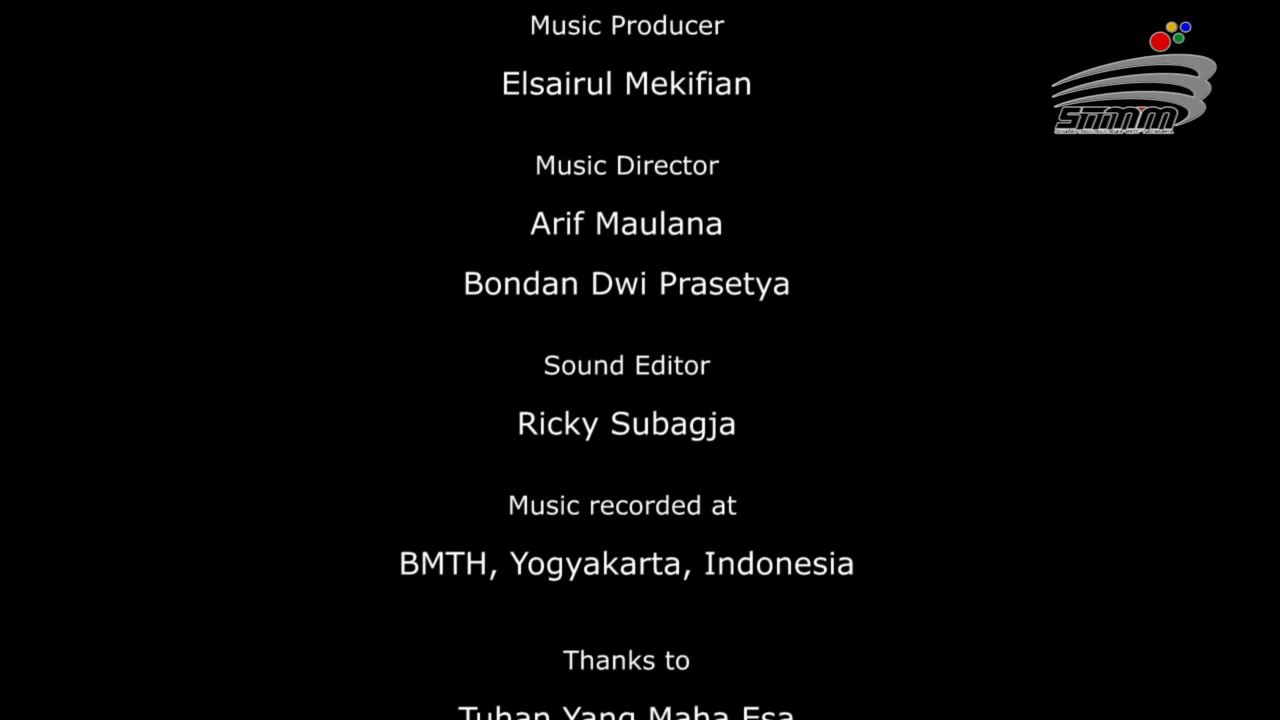 Music Producer
Elsairul Mekifian
Music Director
Arif Maulana
Bondan Dwi Prasetya
Sound Editor
Ricky Subagja
Music recorded at
BMTH, Yogyakarta, Indonesia
Thanks to
Tuhan Yang Maha Esa
STMM